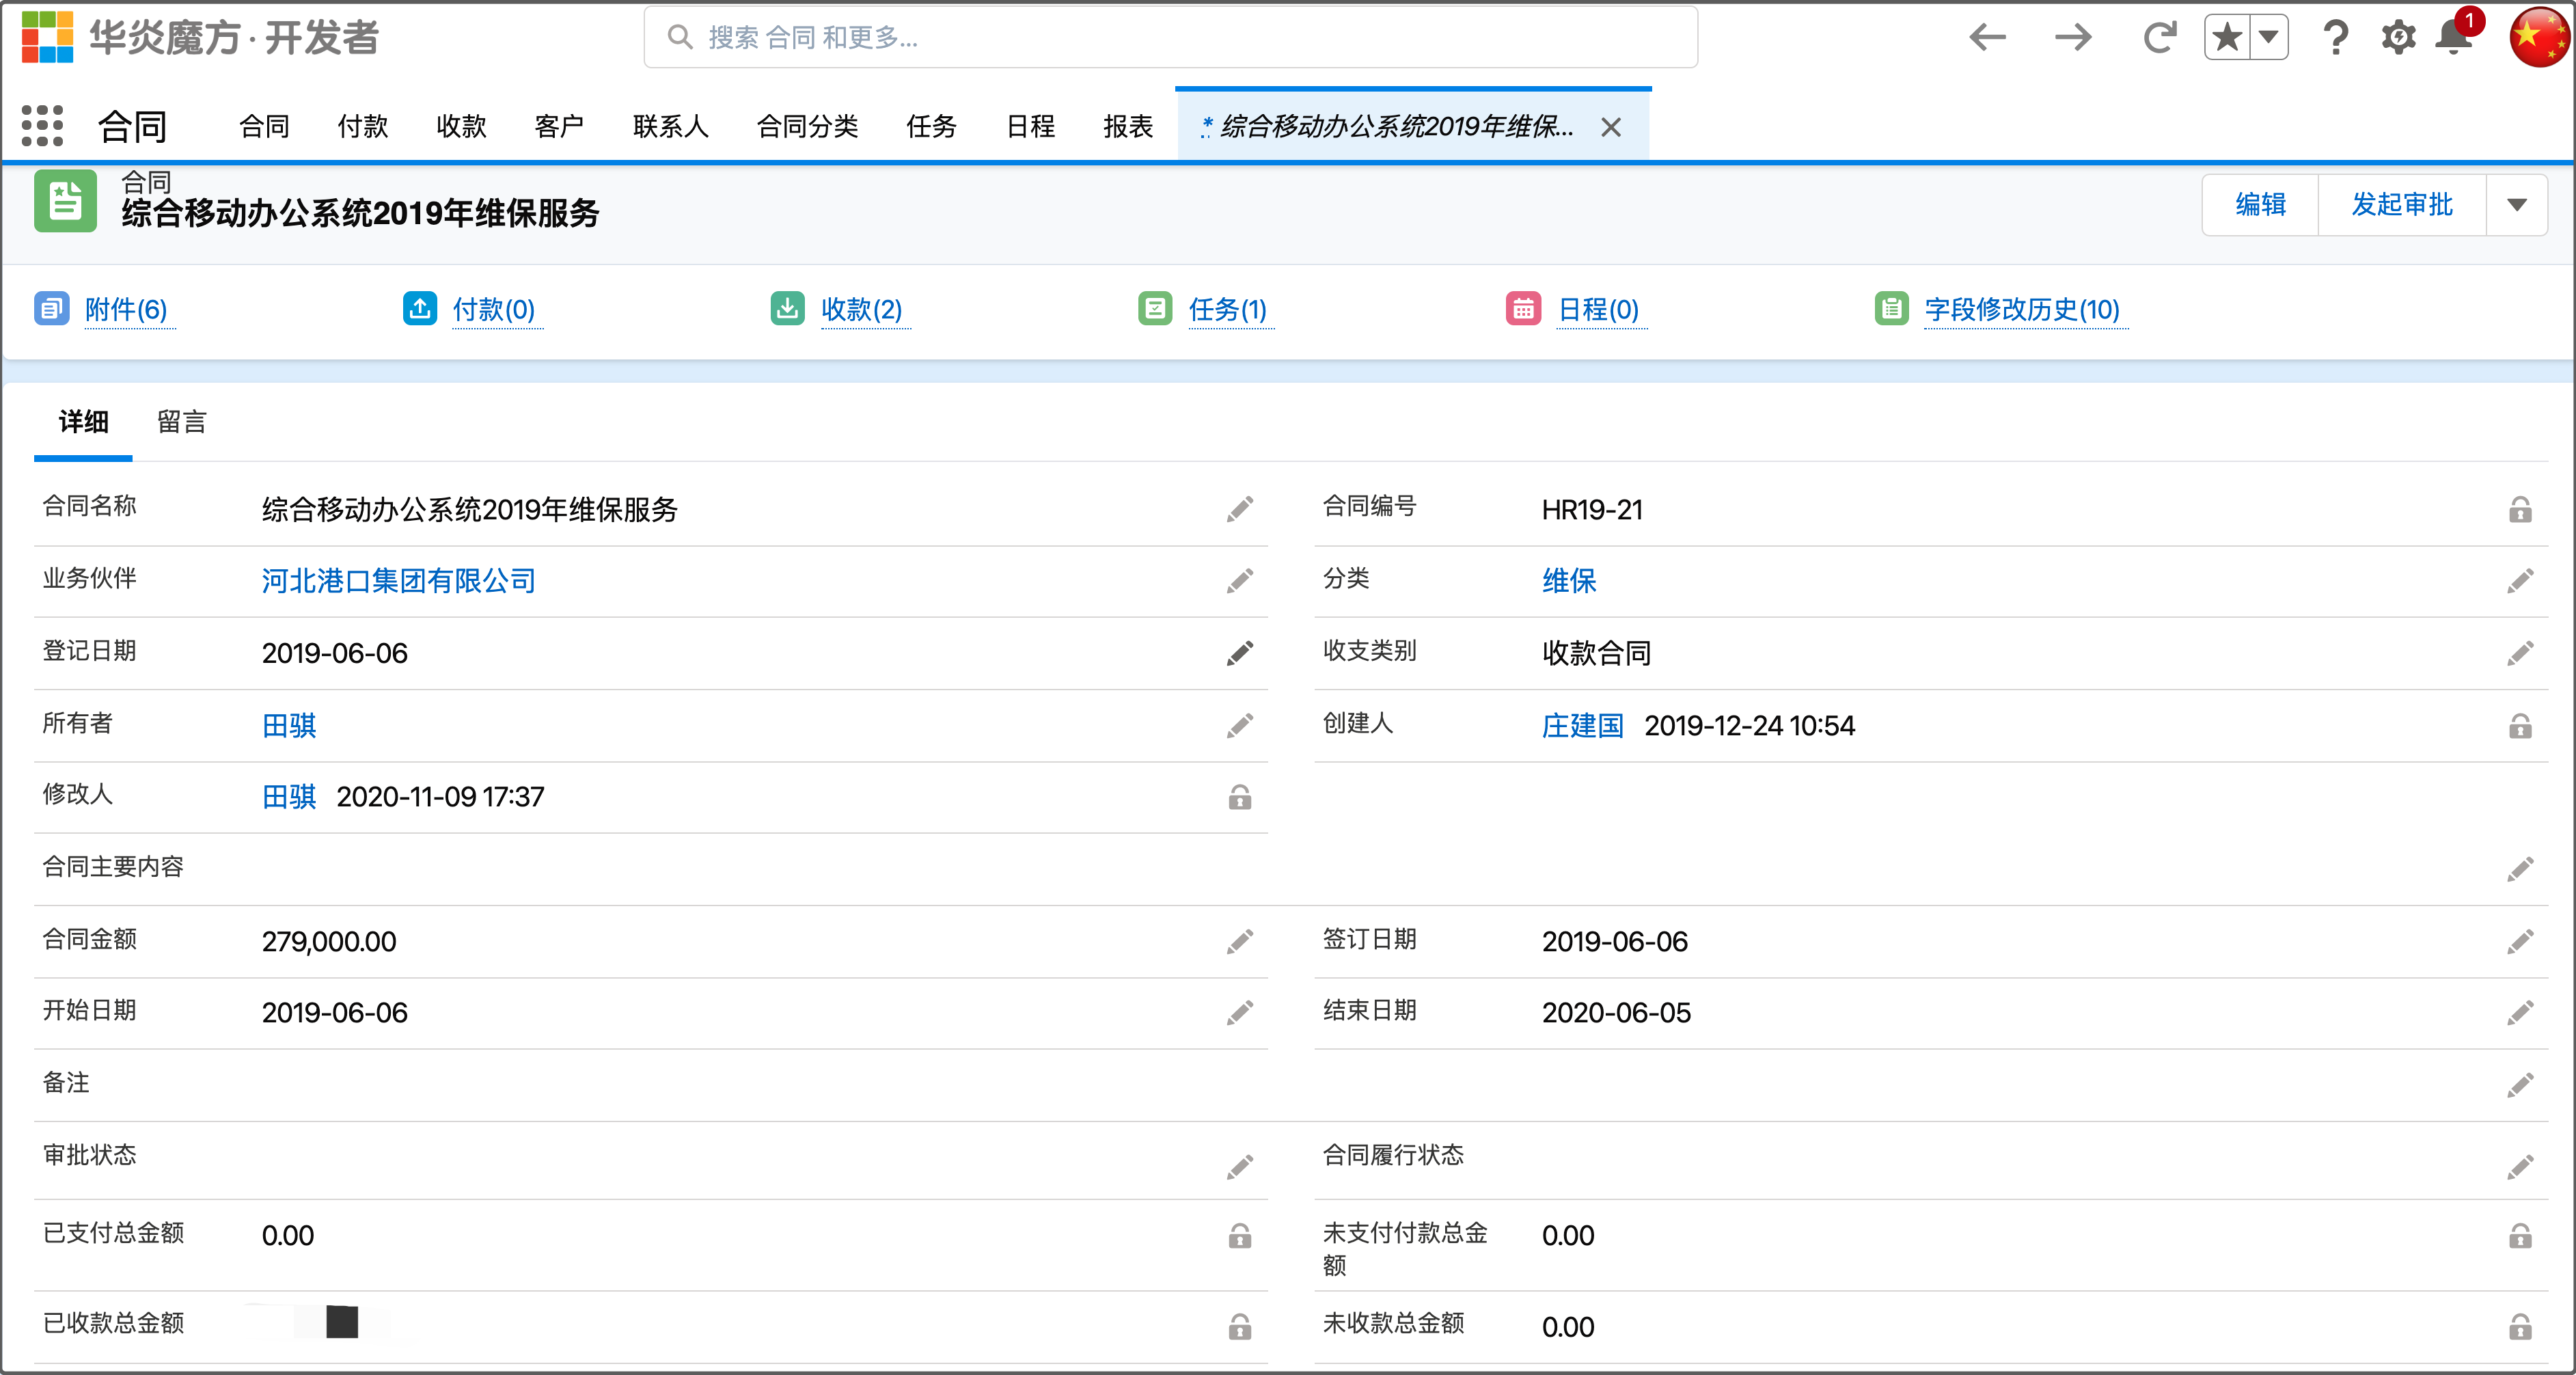 华炎魔方·开发者
搜索 合同 和更多...
1
合同 合同 付款 收款 客户 联系人 合同分类 任务 日程 报表 * 综合移动办公系统2019年维保...
合同
综合移动办公系统2019年维保服务
编辑 发起审批
附件(6) 付款(0) 收款(2) 任务(1) 日程(0) 字段修改历史(10)
详细 留言
合同名称 综合移动办公系统2019年维保服务 合同编号 HR19-21
业务伙伴 河北港口集团有限公司 分类 维保
登记日期 2019-06-06 收支类别 收款合同
所有者 田骐 创建人 庄建国 2019-12-24 10:54
修改人 田骐 2020-11-09 17:37
合同主要内容
合同金额 279,000.00 签订日期 2019-06-06
开始日期 2019-06-06 结束日期 2020-06-05
备注
审批状态 合同履行状态
已支付总金额 0.00 未支付付款总金
额 0.00
已收款总金额 未收款总金额 0.00